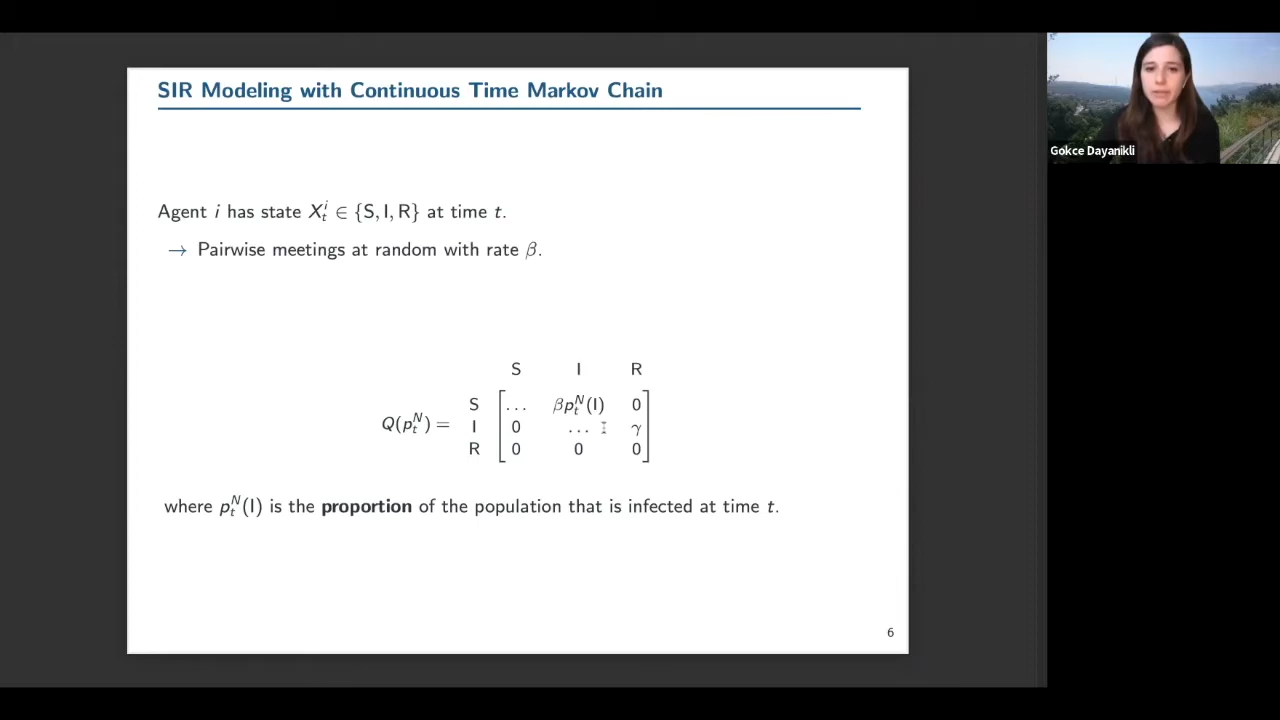 SIR Modeling with Continuous Time Markov Chain
Gokce Dayanikli
Agent i has state X_t^i ∈ {S, I, R} at time t.
→ Pairwise meetings at random with rate β.
S I R
S … βp_t^N(I) 0
Q(p_t^N) = I 0 … γ
R 0 0 0
where p_t^N(I) is the proportion of the population that is infected at time t.
6